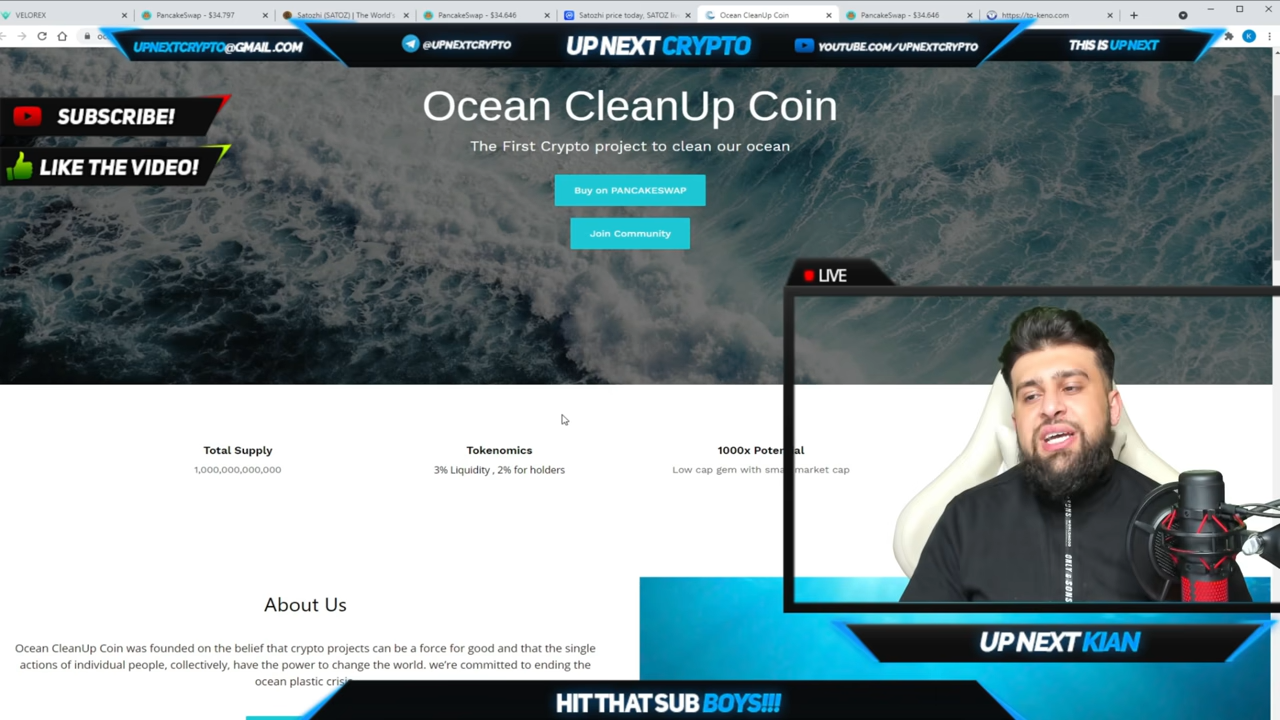 VELOREX
PancakeSwap - $34.797
Satozhi (SATOZ) | The World's
PancakeSwap - $34.646
Satozhi price today, SATOZ li
Ocean CleanUp Coin
PancakeSwap - $34.646
https://to-keno.com
UPNEXTCRYPTO@GMAIL.COM
@UPNEXTCRYPTO
UP NEXT CRYPTO
YOUTUBE.COM/UPNEXTCRYPTO
THIS IS UP NEXT
K
SUBSCRIBE!
LIKE THE VIDEO!
Ocean CleanUp Coin
The First Crypto project to clean our ocean
Buy on PANCAKESWAP
Join Community
LIVE
Total Supply
1,000,000,000,000
Tokenomics
3% Liquidity , 2% for holders
1000x Potential
Low cap gem with small market cap
About Us
Ocean CleanUp Coin was founded on the belief that crypto projects can be a force for good and that the single
actions of individual people, collectively, have the power to change the world. we're committed to ending the
ocean plastic crisis
UP NEXT KIAN
HIT THAT SUB BOYS!!!